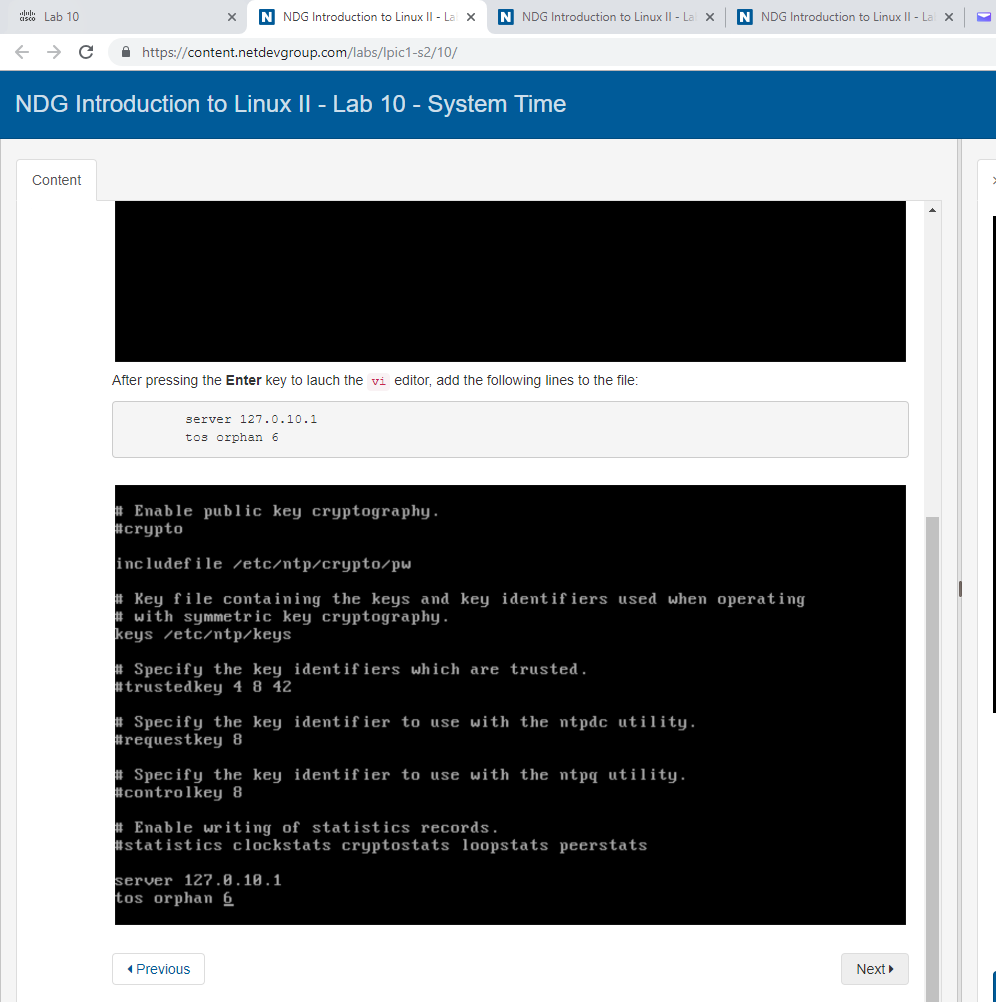 Lab 10
NDG Introduction to Linux II - La
NDG Introduction to Linux II - La
NDG Introduction to Linux II - La
https://content.netdevgroup.com/labs/lpic1-s2/10/
NDG Introduction to Linux II - Lab 10 - System Time
Content
After pressing the Enter key to lauch the vi editor, add the following lines to the file:
server 127.0.10.1
tos orphan 6
# Enable public key cryptography.
#crypto
includefile /etc/ntp/crypto/pw
# Key file containing the keys and key identifiers used when operating
# with symmetric key cryptography.
keys /etc/ntp/keys
# Specify the key identifiers which are trusted.
#trustedkey 4 8 42
# Specify the key identifier to use with the ntpdc utility.
#requestkey 8
# Specify the key identifier to use with the ntpq utility.
#controlkey 8
# Enable writing of statistics records.
#statistics clockstats cryptostats loopstats peerstats
server 127.0.10.1
tos orphan 6
Previous
Next